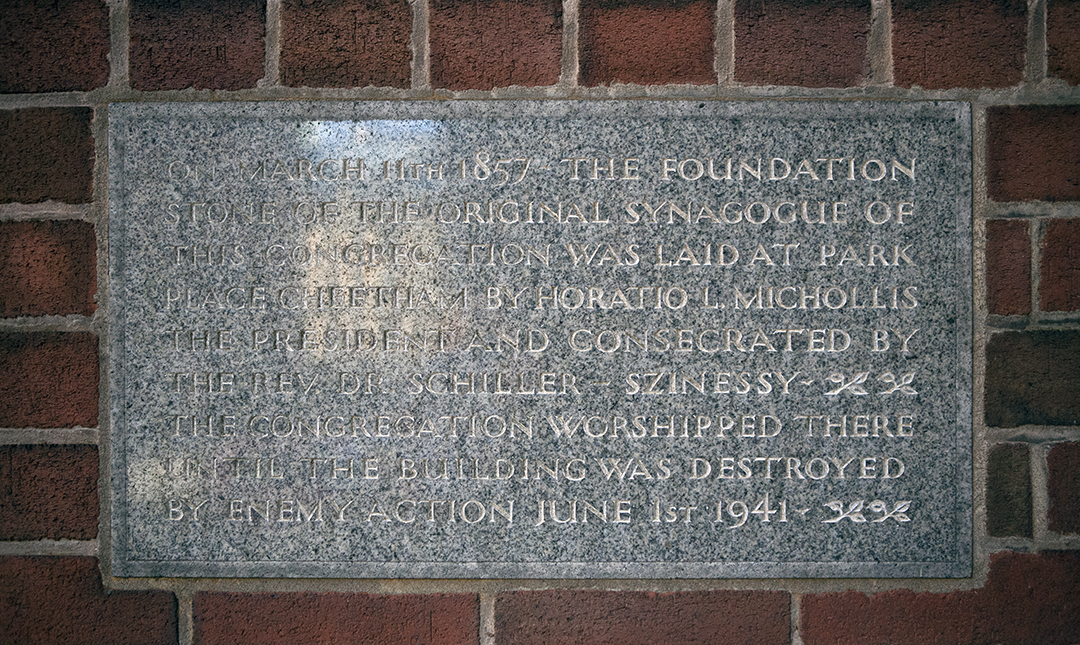 ON MARCH 11TH 1857 - THE FOUNDATION
STONE OF THE ORIGINAL SYNAGOGUE OF
THIS CONGREGATION WAS LAID AT PARK
PLACE CHEETHAM BY HORATIO L. MICHOLLIS
THE PRESIDENT AND CONSECRATED BY
THE REV. DR SCHILLER - SZINESSY -
THE CONGREGATION WORSHIPPED THERE
UNTIL THE BUILDING WAS DESTROYED
BY ENEMY ACTION JUNE 1ST 1941 -